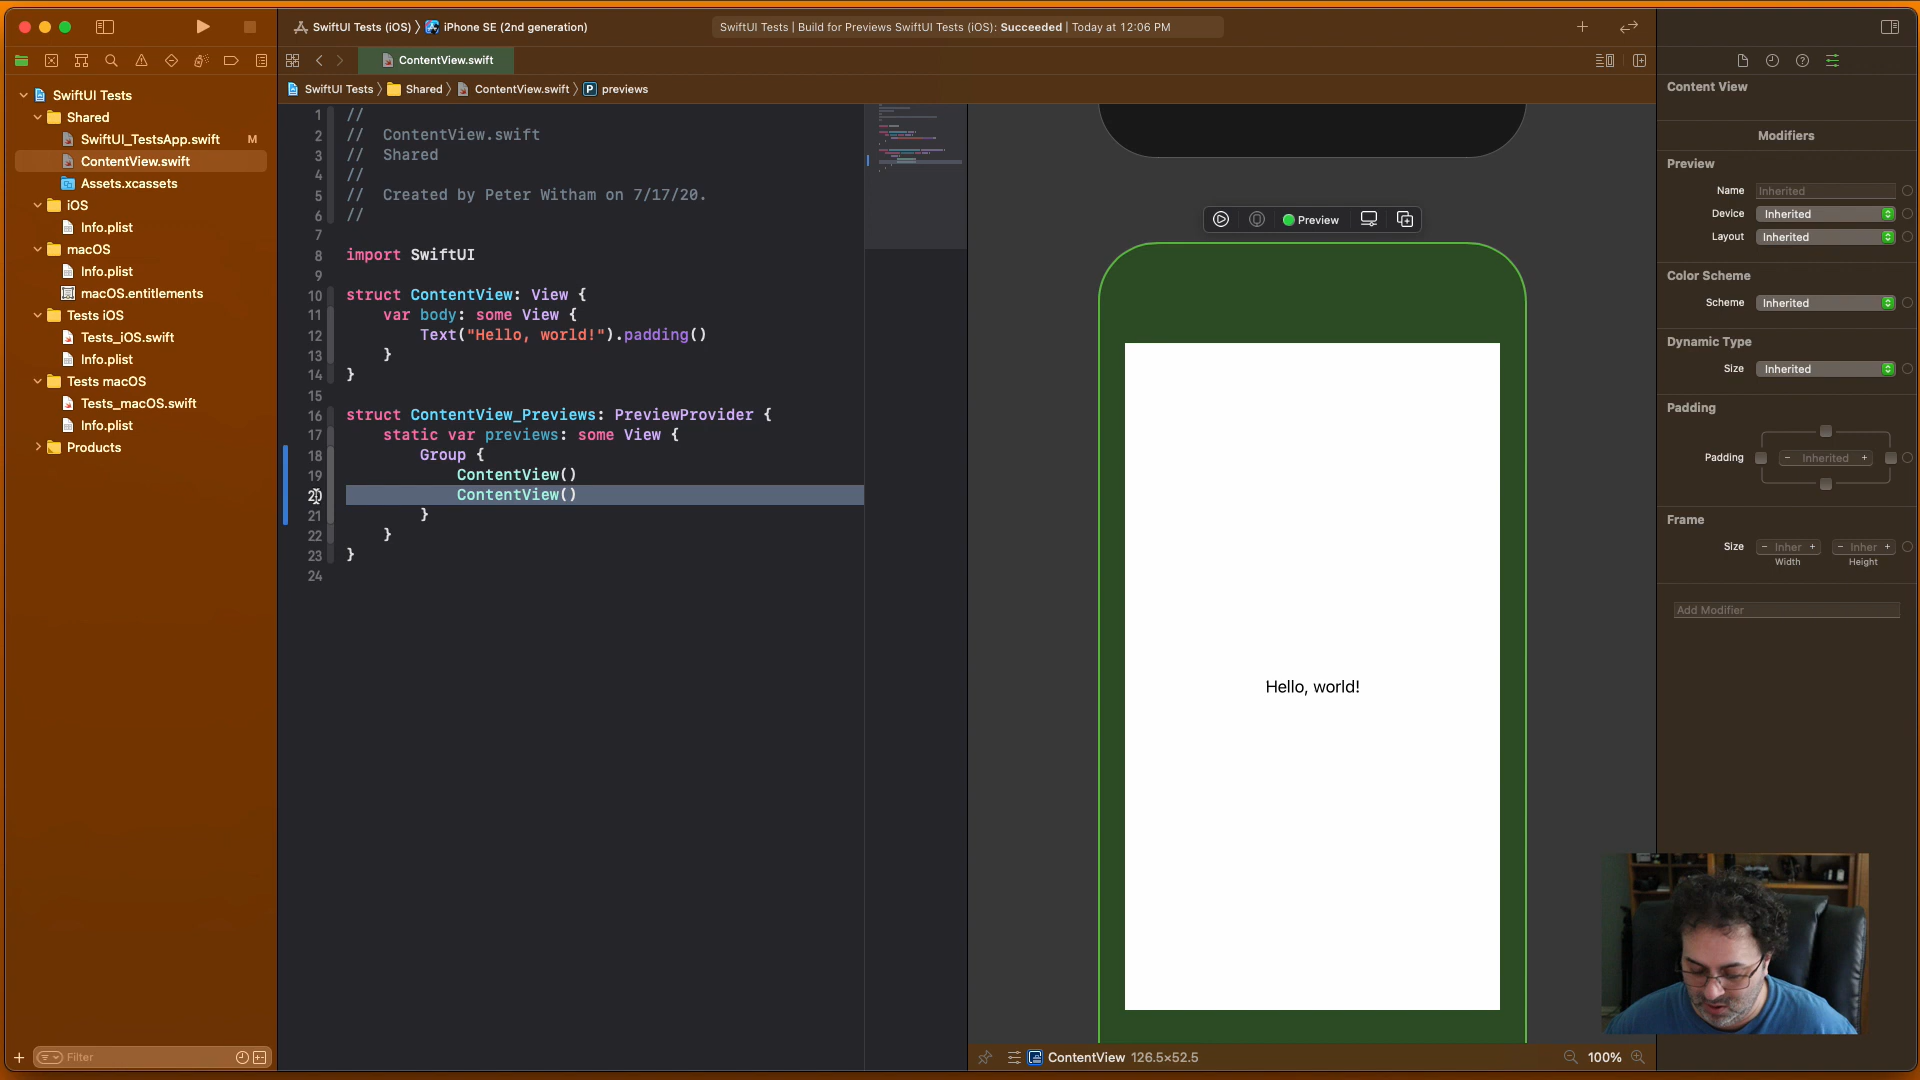 SwiftUI Tests (iOS) 〉 iPhone SE (2nd generation)
SwiftUI Tests | Build for Previews SwiftUI Tests (iOS): Succeeded | Today at 12:06 PM
ContentView.swift
SwiftUI Tests 〉 Shared 〉 ContentView.swift 〉 P previews
SwiftUI Tests
Shared
SwiftUI_TestsApp.swift M
ContentView.swift
Assets.xcassets
iOS
Info.plist
macOS
Info.plist
macOS.entitlements
Tests iOS
Tests_iOS.swift
Info.plist
Tests macOS
Tests_macOS.swift
Info.plist
Products
Filter
1 //
2 //  ContentView.swift
3 //  Shared
4 //
5 //  Created by Peter Witham on 7/17/20.
6 //
7
8 import SwiftUI
9
10 struct ContentView: View {
11     var body: some View {
12         Text("Hello, world!").padding()
13     }
14 }
15
16 struct ContentView_Previews: PreviewProvider {
17     static var previews: some View {
18         Group {
19             ContentView()
20             ContentView()
21         }
22     }
23 }
24
Preview
Hello, world!
ContentView 126.5×52.5
100%
Content View
Modifiers
Preview
Name Inherited
Device Inherited
Layout Inherited
Color Scheme
Scheme Inherited
Dynamic Type
Size Inherited
Padding
Padding − Inherited +
Frame
Size − Inher + − Inher +
Width Height
Add Modifier